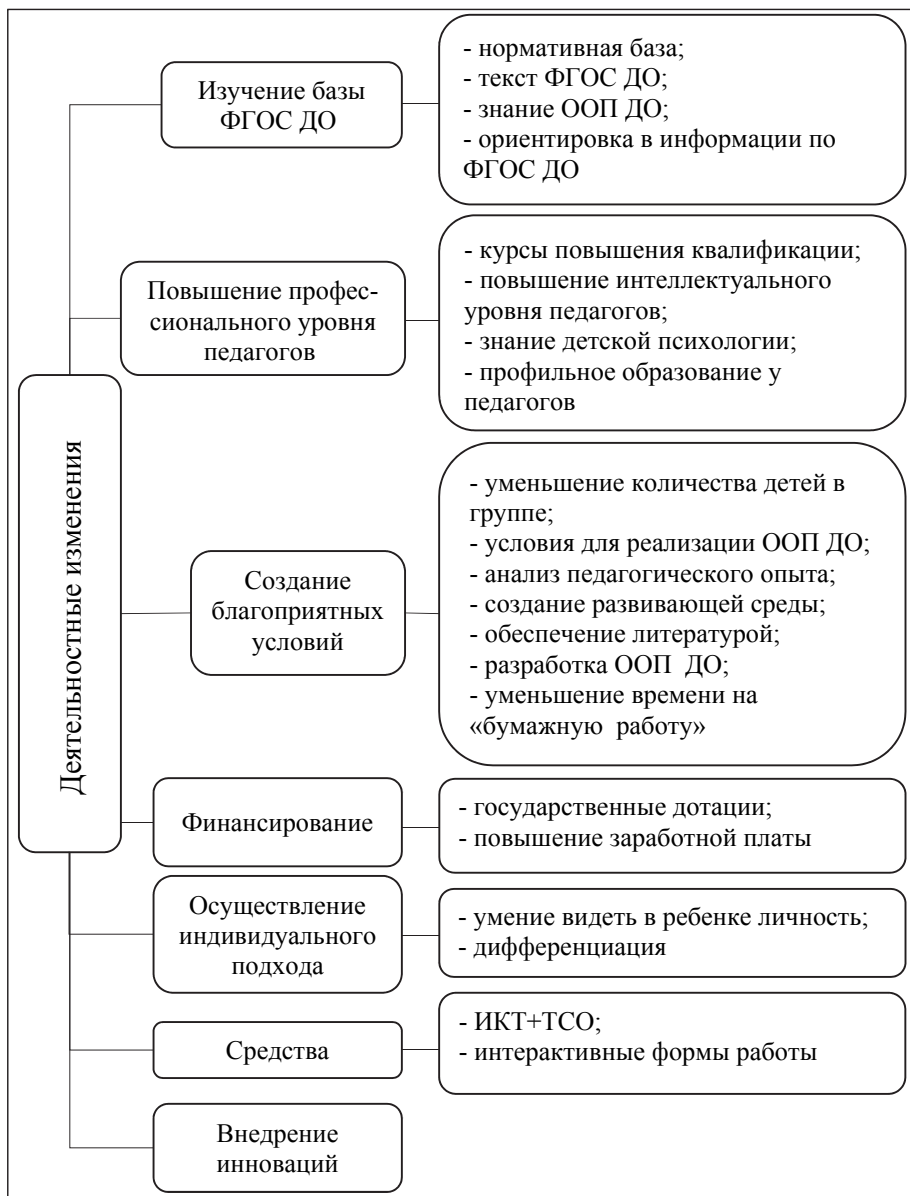 Деятельностные изменения
Изучение базы
ФГОС ДО
- нормативная база;
- текст ФГОС ДО;
- знание ООП ДО;
- ориентировка в информации по
ФГОС ДО
Повышение профес-
сионального уровня
педагогов
- курсы повышения квалификации;
- повышение интеллектуального
уровня педагогов;
- знание детской психологии;
- профильное образование у
педагогов
Создание
благоприятных
условий
- уменьшение количества детей в
группе;
- условия для реализации ООП ДО;
- анализ педагогического опыта;
- создание развивающей среды;
- обеспечение литературой;
- разработка ООП ДО;
- уменьшение времени на
«бумажную работу»
Финансирование
- государственные дотации;
- повышение заработной платы
Осуществление
индивидуального
подхода
- умение видеть в ребенке личность;
- дифференциация
Средства
- ИКТ+ТСО;
- интерактивные формы работы
Внедрение
инноваций